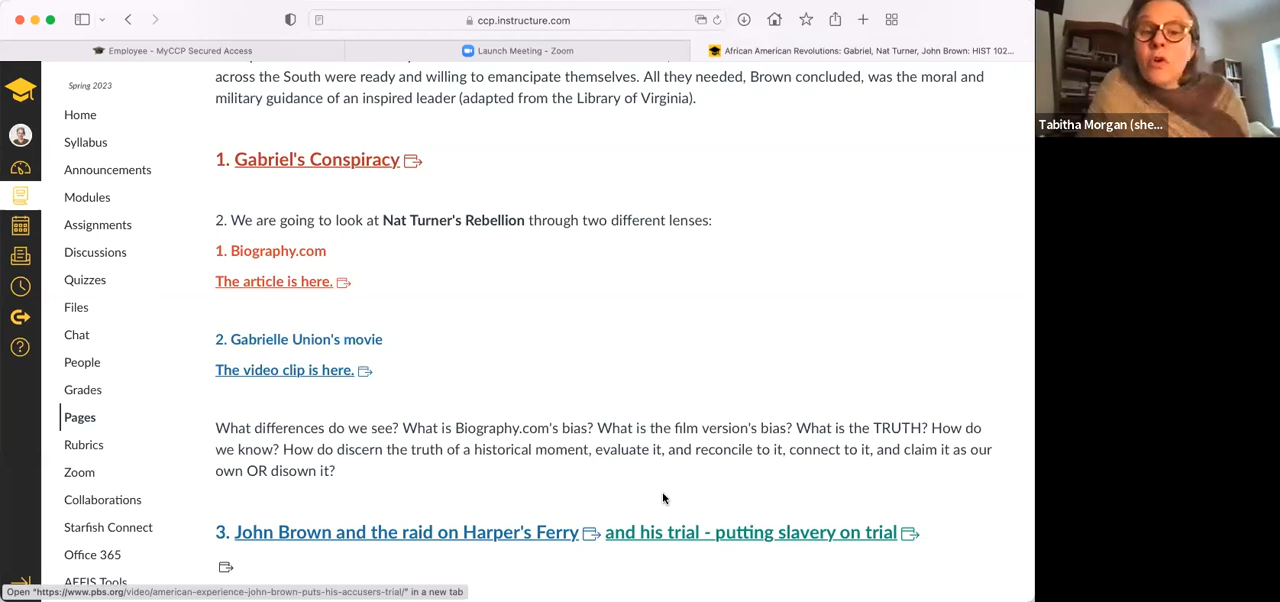 ccp.instructure.com
Employee - MyCCP Secured Access
Launch Meeting - Zoom
African American Revolutions: Gabriel, Nat Turner, John Brown: HIST 102...
Spring 2023
Home
Syllabus
Announcements
Modules
Assignments
Discussions
Quizzes
Files
Chat
People
Grades
Pages
Rubrics
Zoom
Collaborations
Starfish Connect
Office 365
AEFIS Tools
across the South were ready and willing to emancipate themselves. All they needed, Brown concluded, was the moral and
military guidance of an inspired leader (adapted from the Library of Virginia).
1. Gabriel's Conspiracy
2. We are going to look at Nat Turner's Rebellion through two different lenses:
1. Biography.com
The article is here.
2. Gabrielle Union's movie
The video clip is here.
What differences do we see? What is Biography.com's bias? What is the film version's bias? What is the TRUTH? How do
we know? How do discern the truth of a historical moment, evaluate it, and reconcile to it, connect to it, and claim it as our
own OR disown it?
3. John Brown and the raid on Harper's Ferry and his trial - putting slavery on trial
Open "https://www.pbs.org/video/american-experience-john-brown-puts-his-accusers-trial/" in a new tab
Tabitha Morgan (she...